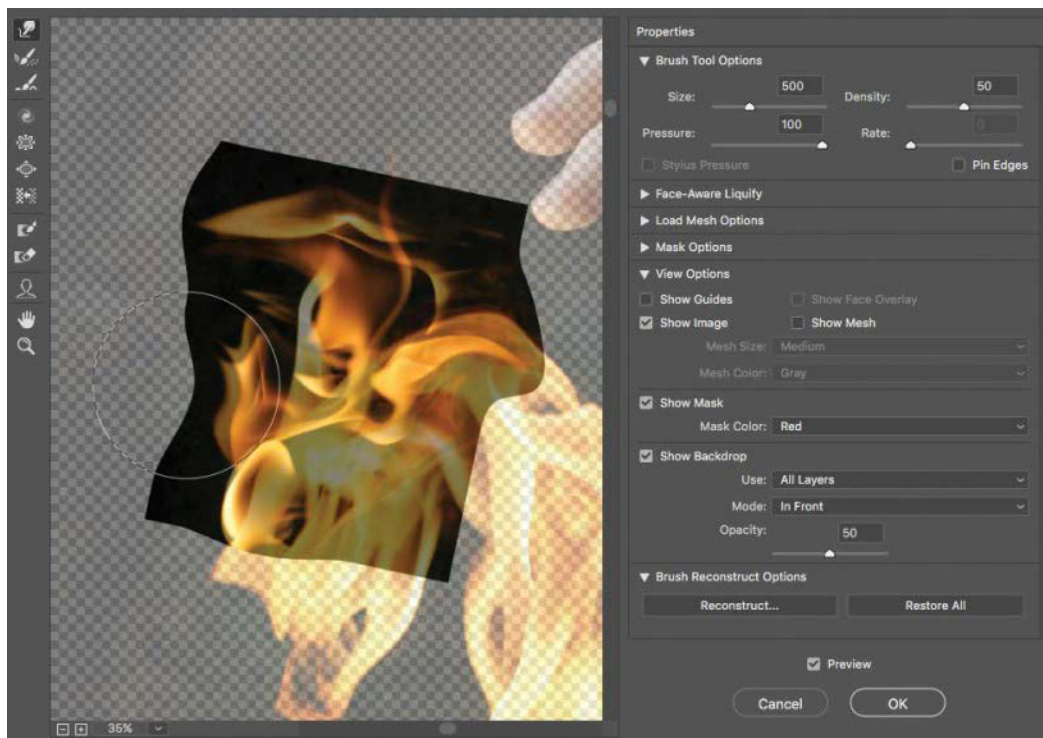 Properties
Brush Tool Options
Size: 500 Density: 50
Pressure: 100 Rate: 0
Stylus Pressure Pin Edges
Face-Aware Liquify
Load Mesh Options
Mask Options
View Options
Show Guides Show Face Overlay
Show Image Show Mesh
Mesh Size: Medium
Mesh Color: Gray
Show Mask
Mask Color: Red
Show Backdrop
Use: All Layers
Mode: In Front
Opacity: 50
Brush Reconstruct Options
Reconstruct... Restore All
Preview
Cancel OK
35%